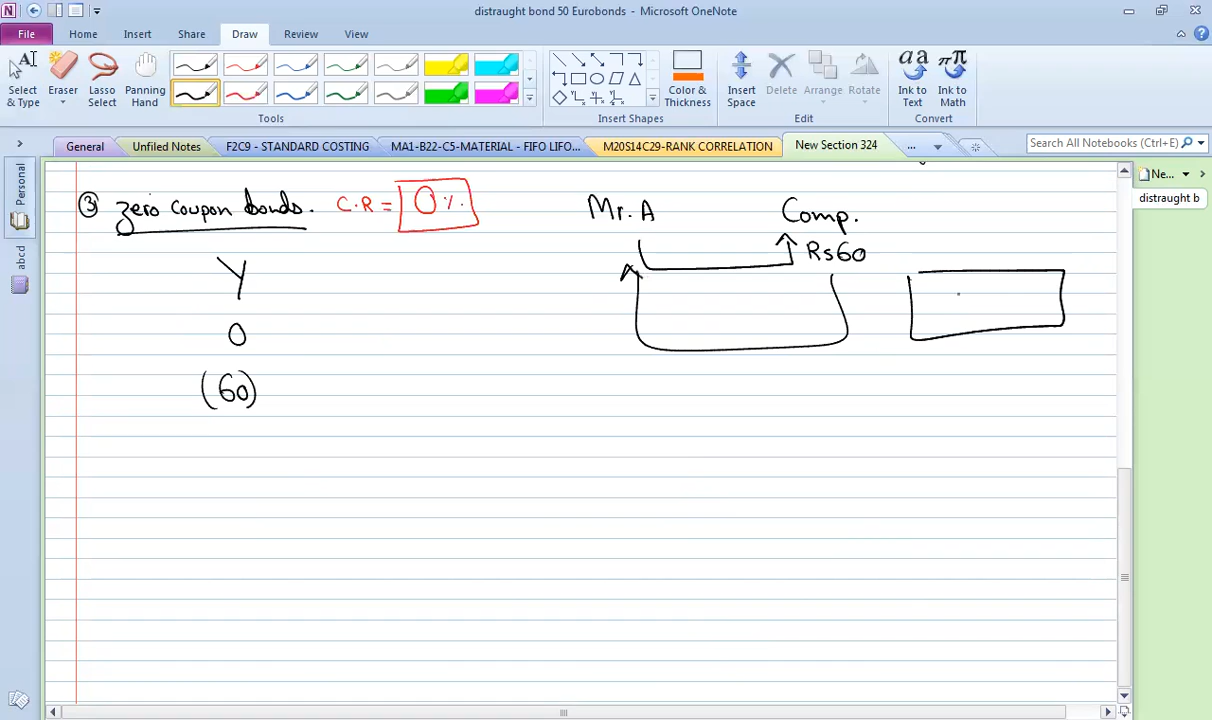 distraught bond 50 Eurobonds - Microsoft OneNote
File Home Insert Share Draw Review View
Select & Type
Eraser
Lasso Select
Panning Hand
Color & Thickness
Insert Space
Delete
Arrange
Rotate
Ink to Text
Ink to Math
Tools
Insert Shapes
Edit
Convert
General
Unfiled Notes
F2C9 - STANDARD COSTING
MA1-B22-C5-MATERIAL - FIFO LIFO...
M20S14C29-RANK CORRELATION
New Section 324
...
Search All Notebooks (Ctrl+E)
Ne...
distraught b
Personal
abcd
③ Zero Coupon bonds. C.R = 0%.
Mr. A Comp.
Rs60
Y
0
(60)